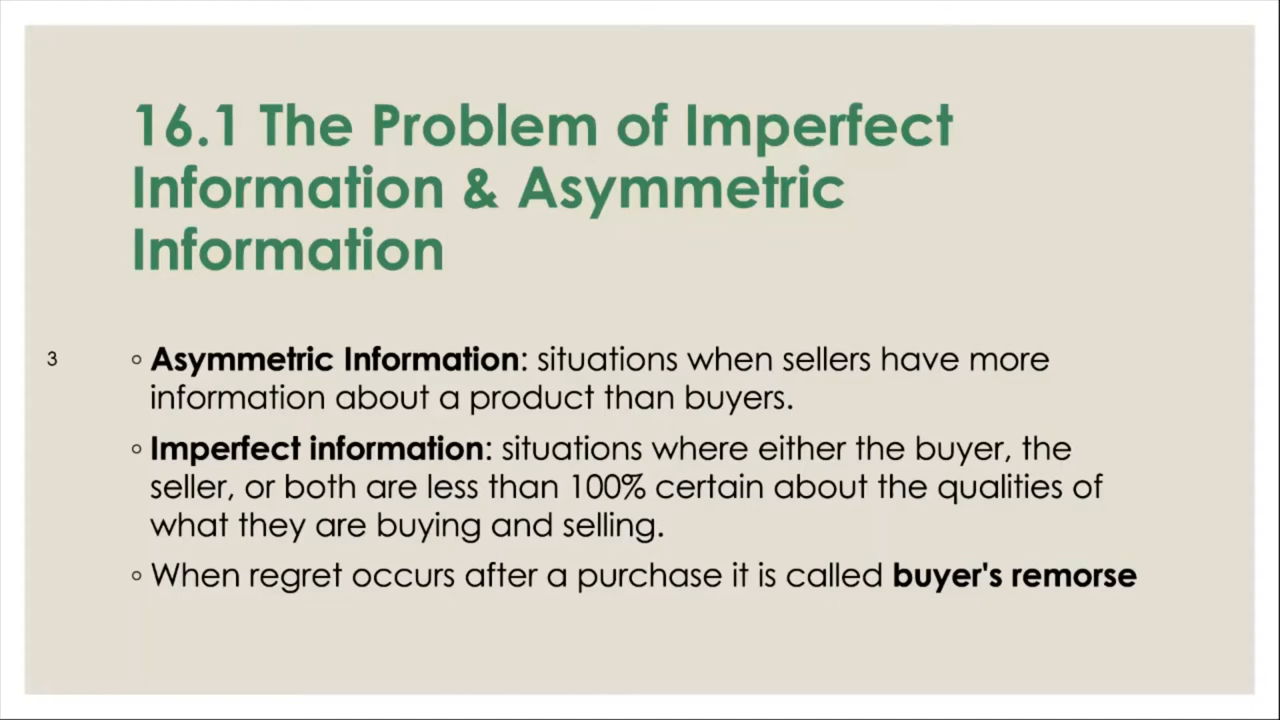 16.1 The Problem of Imperfect
Information & Asymmetric
Information
3
◦ Asymmetric Information: situations when sellers have more
information about a product than buyers.
◦ Imperfect information: situations where either the buyer, the
seller, or both are less than 100% certain about the qualities of
what they are buying and selling.
◦ When regret occurs after a purchase it is called buyer's remorse